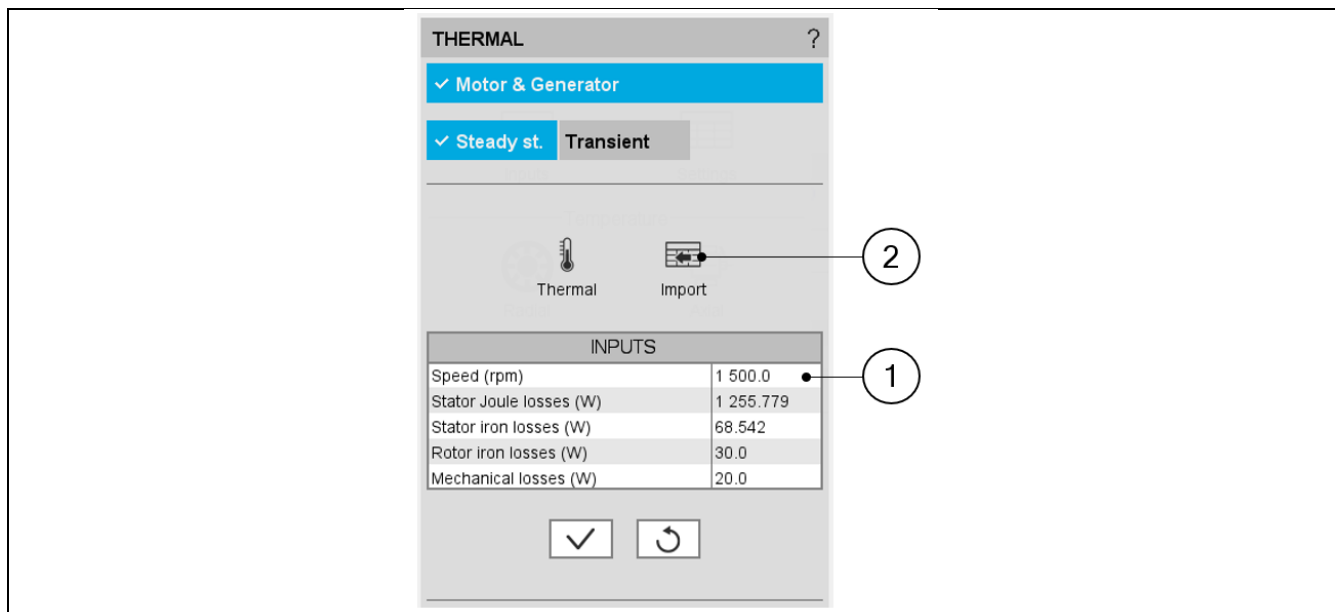 THERMAL ?
✓ Motor & Generator
✓ Steady st. Transient
2
Thermal Import
INPUTS
Speed (rpm) 1 500.0
1
Stator Joule losses (W) 1 255.779
Stator iron losses (W) 68.542
Rotor iron losses (W) 30.0
Mechanical losses (W) 20.0